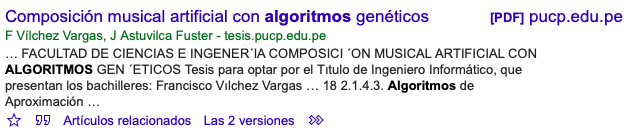 Composición musical artificial con algoritmos genéticos [PDF] pucp.edu.pe
F Vílchez Vargas, J Astuvilca Fuster - tesis.pucp.edu.pe
… FACULTAD DE CIENCIAS E INGENER´IA COMPOSICI ´ON MUSICAL ARTIFICIAL CON
ALGORITMOS GEN ´ETICOS Tesis para optar por el Tıtulo de Ingeniero Informático, que
presentan los bachilleres: Francisco Vılchez Vargas … 18 2.1.4.3. Algoritmos de
Aproximación …
Artículos relacionados Las 2 versiones